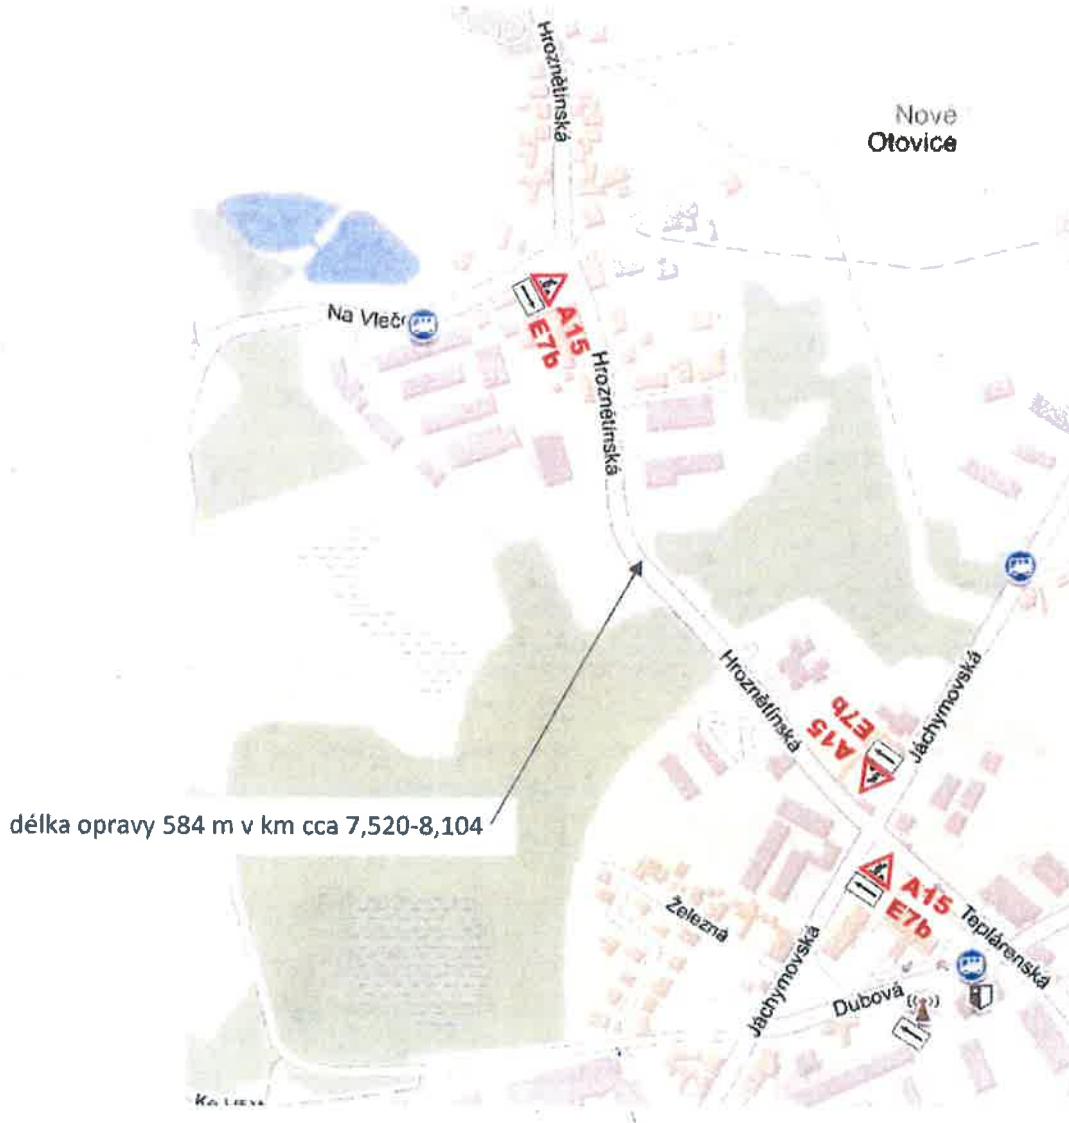 Hroznětínská
Nové
Otovice
Na Vleč
A15
E7b
Hroznětínská
Hroznětínská
Jáchymovská
A15
E7b
délka opravy 584 m v km cca 7,520-8,104
A15
E7b
Železná
Teplárenská
Jáchymovská
Dubová